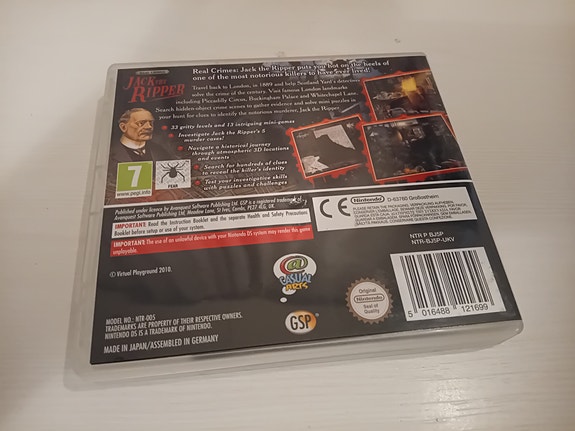 JACK THE
RIPPER
Real Crimes: Jack the Ripper puts you hot on the heels of
one of the most notorious killers to have ever lived!
Travel back to London, in 1889 and help Scotland Yard's detectives
solve the crime of the century. Visit famous London landmarks
including Piccadilly Circus, Buckingham Palace and Whitechapel Lane.
Search hidden-object crime scenes to gather evidence and solve mini puzzles in
your hunt for clues to identify the notorious murderer, Jack the Ripper.
• 33 gritty levels and 13 intriguing mini-games
• Investigate Jack the Ripper's 5
murder cases!
• Navigate a historical journey
through atmospheric 3D locations
and events
• Search for hundreds of clues
to reveal the killer's identity
• Test your investigative skills
with puzzles and challenges
7
www.pegi.info
FEAR
Published under licence by Avanquest Software Publishing Ltd. GSP is a registered trademark of
Avanquest Software Publishing Ltd, Meadow Lane, St Ives, Cambs, PE27 4LG, UK.
IMPORTANT: Read the Instruction Booklet and the separate Health and Safety Precautions
Booklet before setup or use of your system.
IMPORTANT: The use of an unlawful device with your Nintendo DS system may render this game
unplayable.
CE
Nintendo
D-63760 Großostheim
NTR P BJSP
NTR-BJSP-UKV
© Virtual Playground 2010.
CASUAL
GSP
Original
Nintendo
Seal of
Quality
5 016488 121699
MODEL NO.: NTR-005
TRADEMARKS ARE PROPERTY OF THEIR RESPECTIVE OWNERS.
NINTENDO DS IS A TRADEMARK OF NINTENDO.
MADE IN JAPAN/ASSEMBLED IN GERMANY